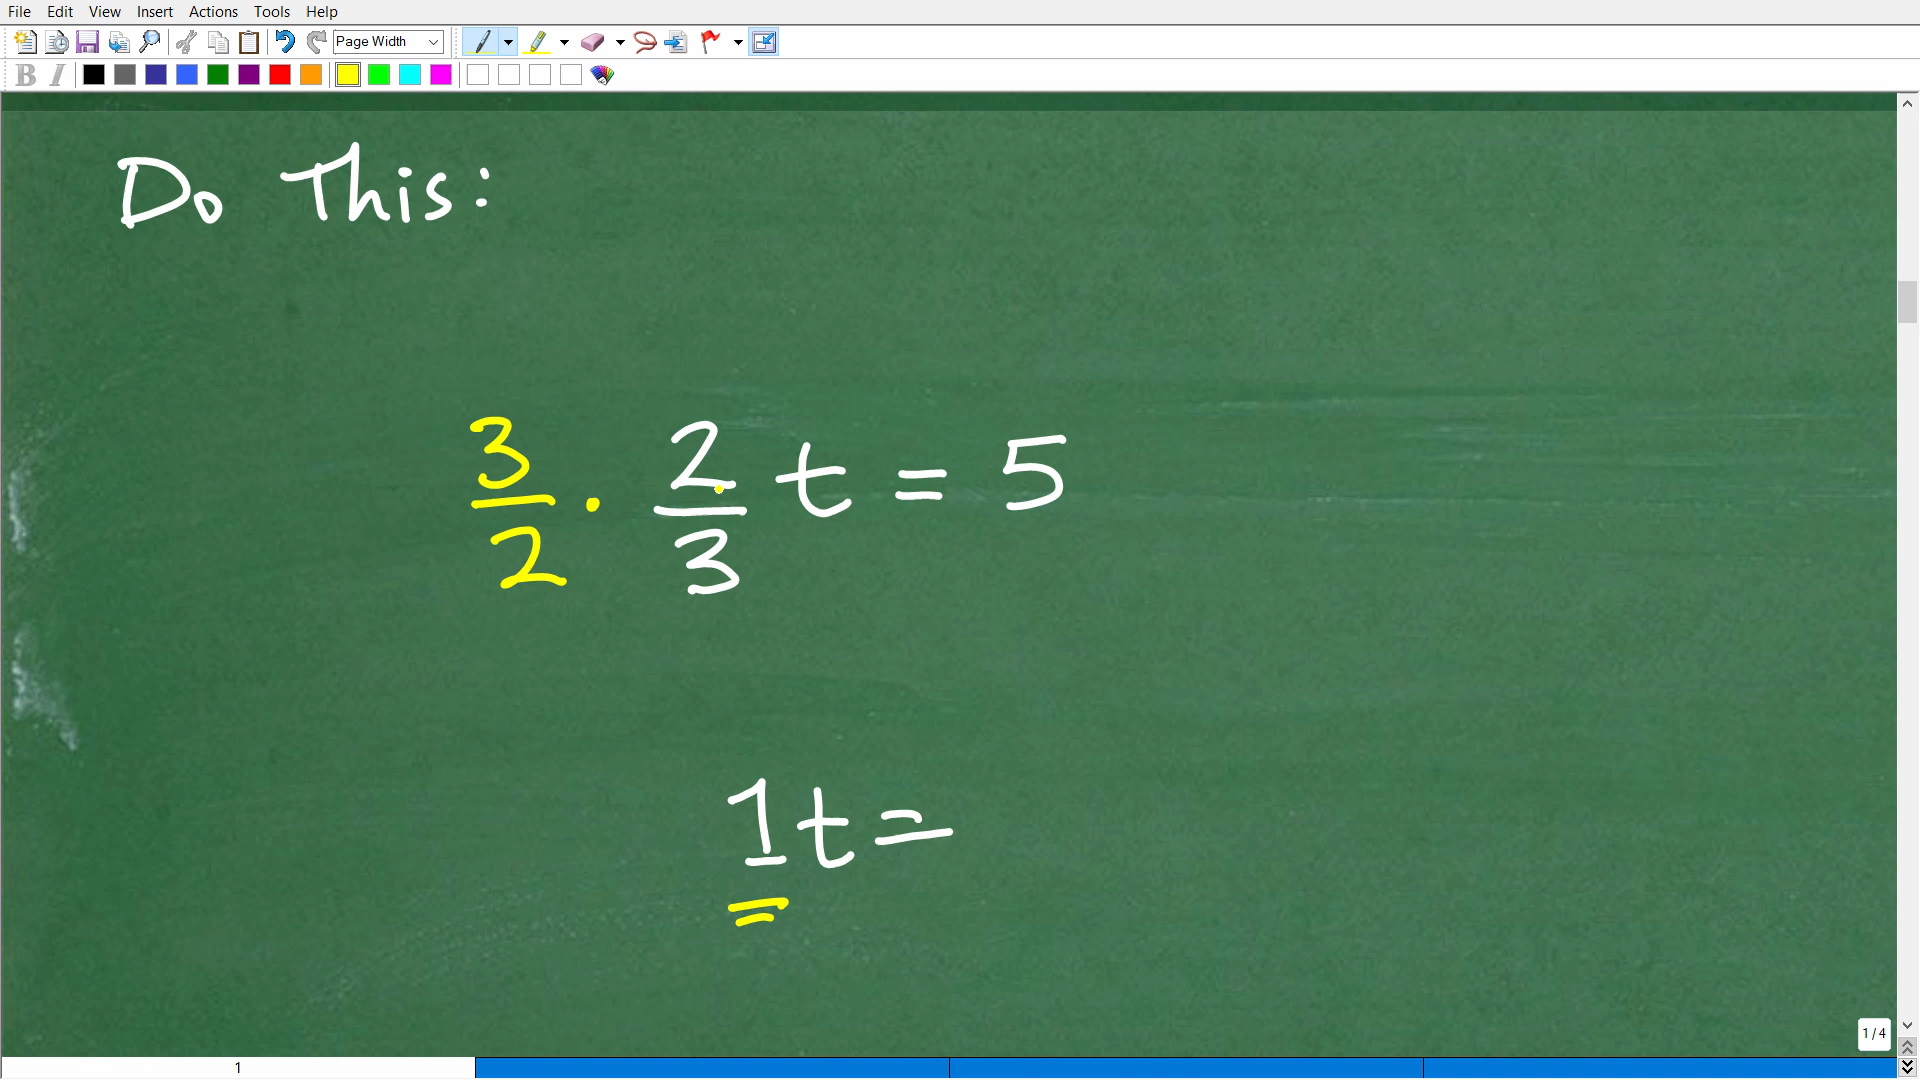 File Edit View Insert Actions Tools Help
Page Width
B I
Do This:
3/2 · 2/3 t = 5
1t=
1/4
1